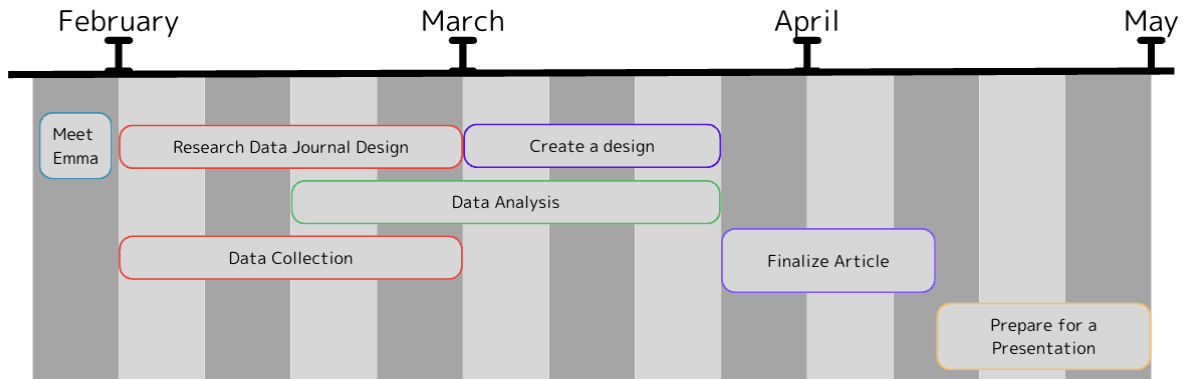 February
March
April
May
Meet
Emma
Research Data Journal Design
Create a design
Data Analysis
Data Collection
Finalize Article
Prepare for a
Presentation